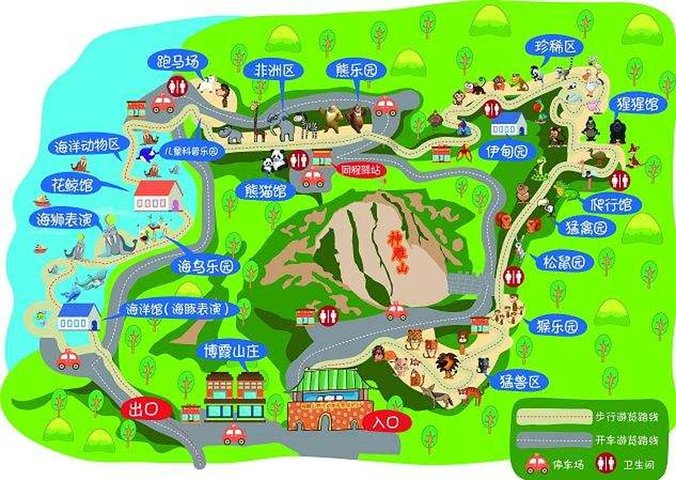 跑马场
非洲区
熊乐园
珍稀区
猩猩馆
海洋动物区
儿童科普乐园
伊甸园
花鲸馆
熊猫馆
同程驿站
爬行馆
海狮表演
猛禽园
神雕山
海鸟乐园
松鼠园
海洋馆(海豚表演)
猴乐园
博霞山庄
猛兽区
出口
入口
步行游览路线
开车游览路线
停车场
卫生间